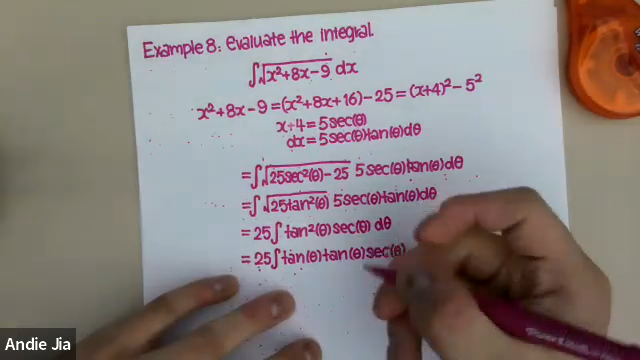 Example 8: evaluate the integral.
∫√(x²+8x−9) dx
x²+8x−9 = (x²+8x+16)−25 = (x+4)²−5²
x+4 = 5sec(θ)
dx = 5sec(θ)tan(θ)dθ
= ∫√(25sec²(θ)−25) 5sec(θ)tan(θ)dθ
= ∫√(25tan²(θ)) 5sec(θ)tan(θ)dθ
= 25∫tan²(θ)sec(θ) dθ
= 25∫tan(θ)tan(θ)sec(θ)
Andie Jia